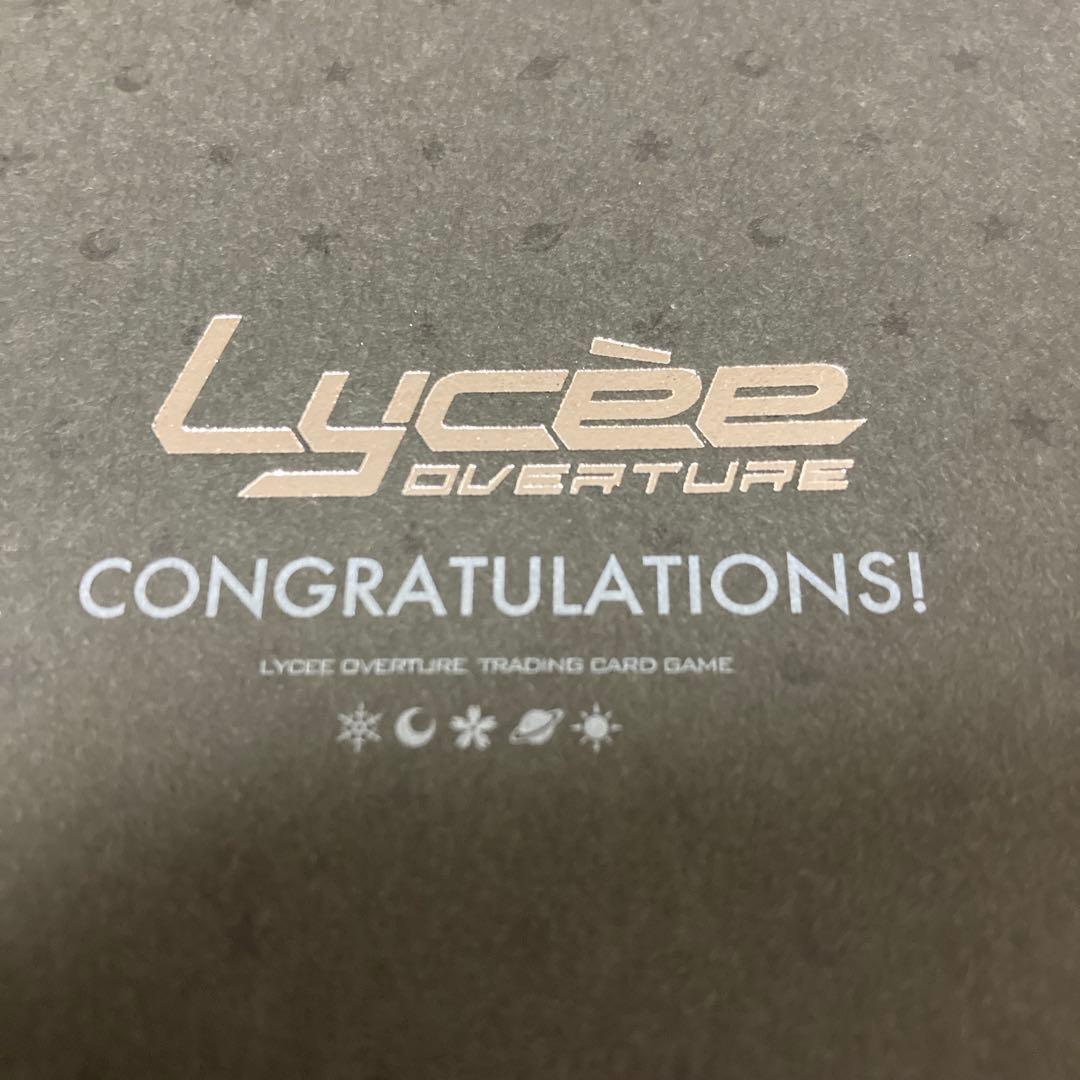 Lycèe
OVERTURE
CONGRATULATIONS!
LYCEE OVERTURE TRADING CARD GAME